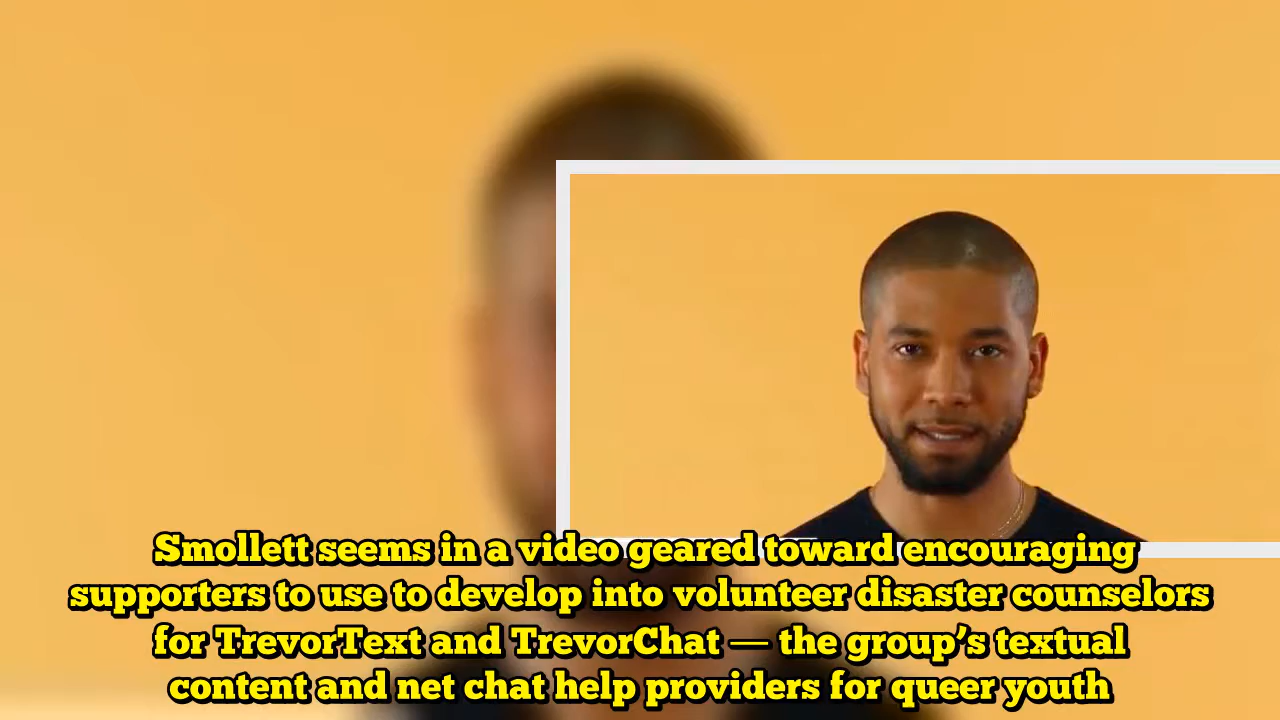 Smollett seems in a video geared toward encouraging
supporters to use to develop into volunteer disaster counselors
for TrevorText and TrevorChat — the group’s textual
content and net chat help providers for queer youth